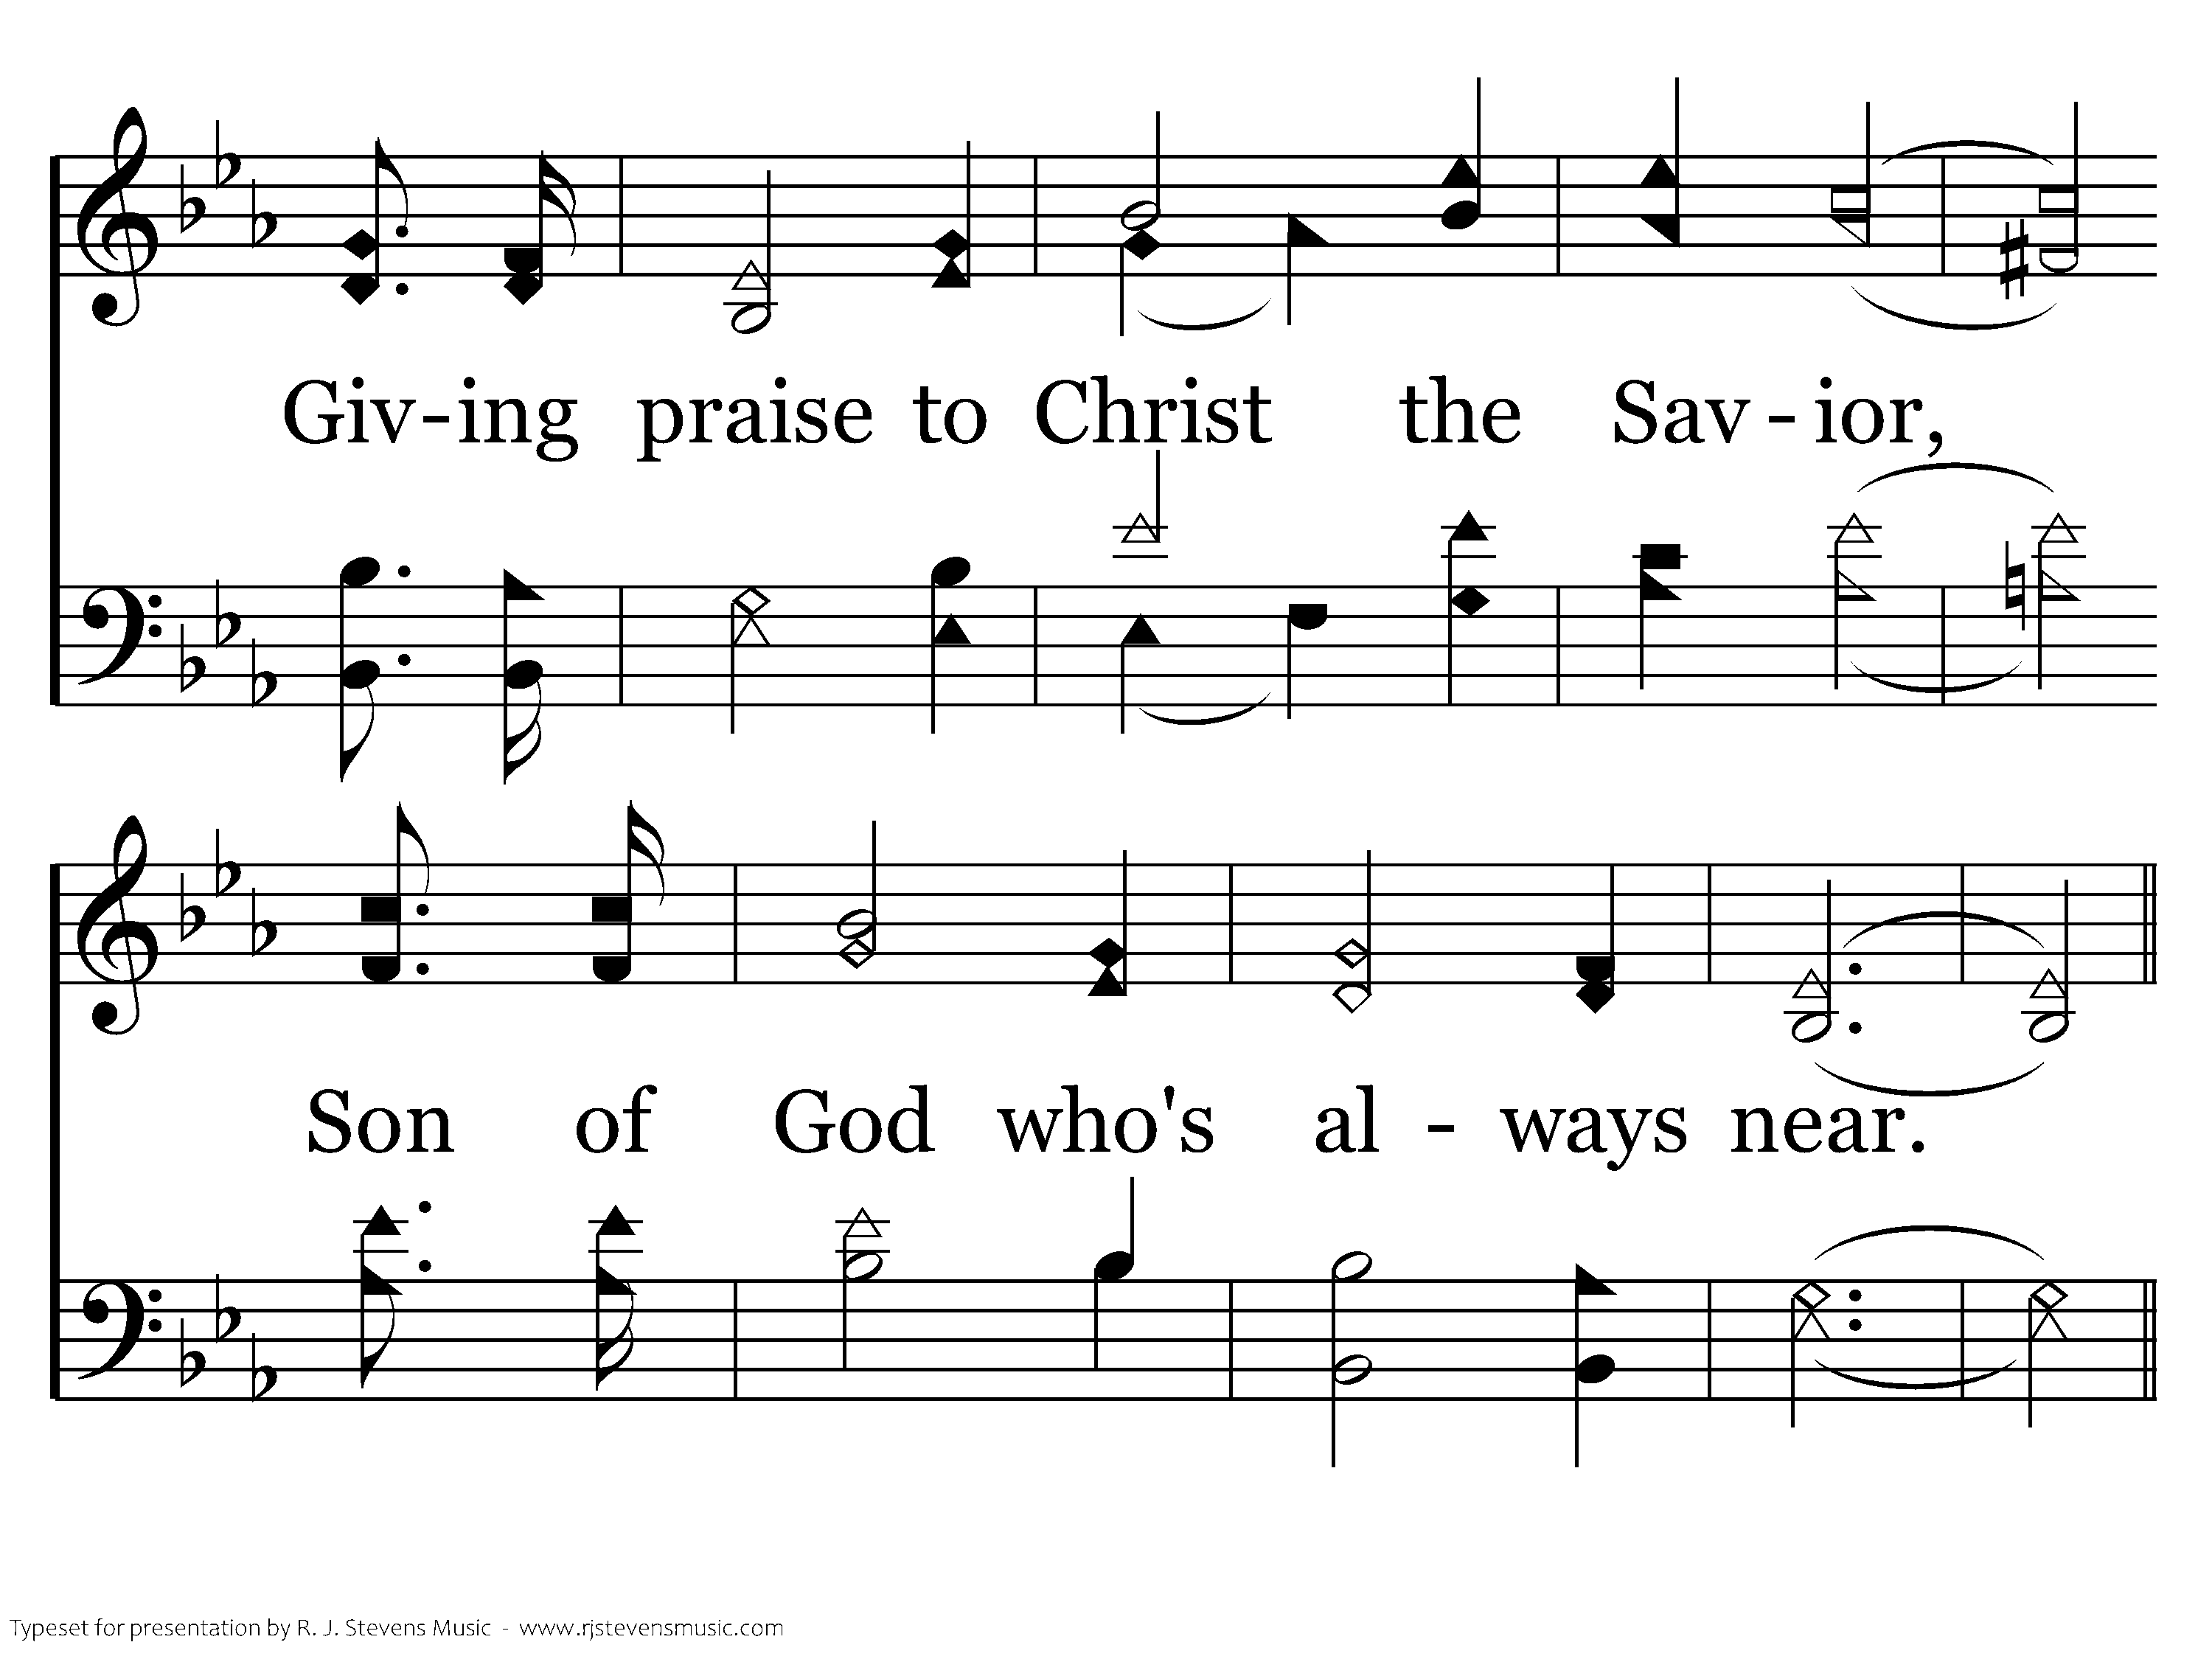 Giv-ing praise to Christ the Sav-ior,
Son of God who's al-ways near.
Typeset for presentation by R. J. Stevens Music - www.rjstevensmusic.com